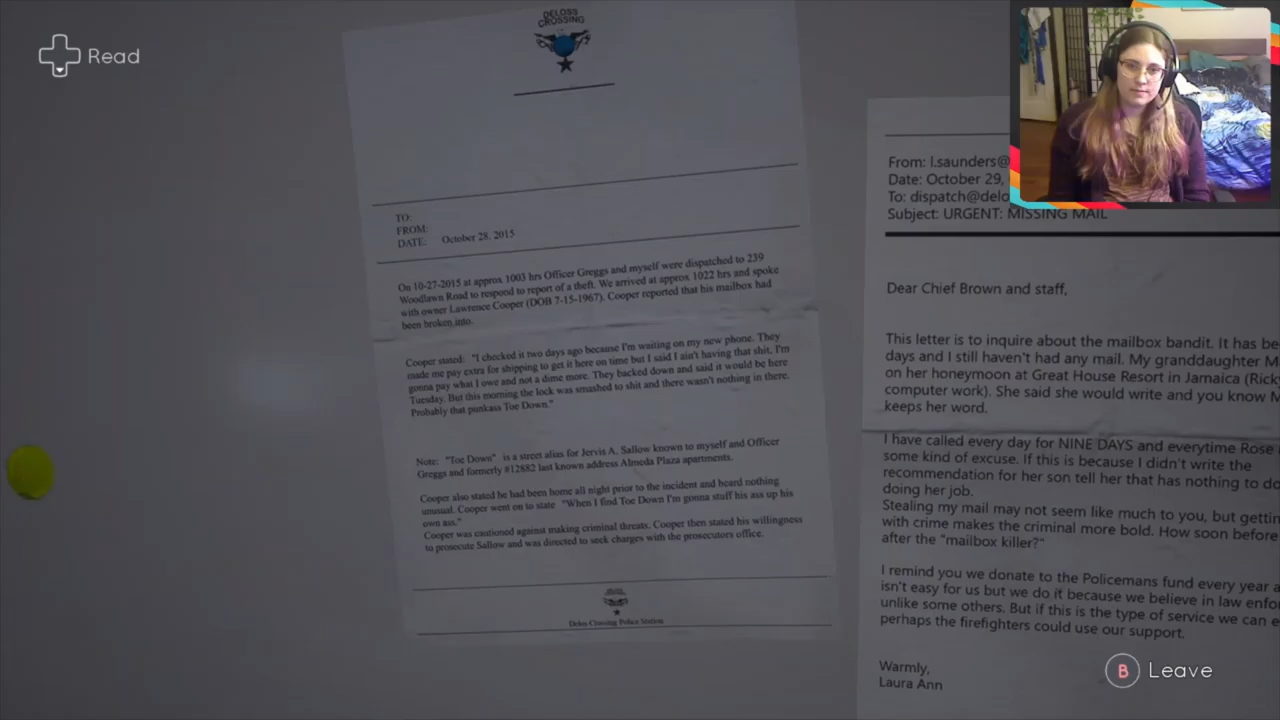 Read
DELOSS
CROSSING
TO:
FROM:
DATE: October 28, 2015
On 10-27-2015 at approx 1003 hrs Officer Greggs and myself were dispatched to 239
Woodlawn Road to respond to report of a theft. We arrived at approx 1022 hrs and spoke
with owner Lawrence Cooper (DOB 7-15-1967). Cooper reported that his mailbox had
been broken into.
Cooper stated: "I checked it two days ago because I'm waiting on my new phone. They
made me pay extra for shipping to get it here on time but I said I ain't having that shit, I'm
gonna pay what I owe and not a dime more. They backed down and said it would be here
Tuesday. But this morning the lock was smashed to shit and there wasn't nothing in there.
Probably that punkass Toe Down."
Note: "Toe Down" is a street alias for Jervis A. Sallow known to myself and Officer
Greggs and formerly #12882 last known address Almeda Plaza apartments.
Cooper also stated he had been home all night prior to the incident and heard nothing
unusual. Cooper went on to state "When I find Toe Down I'm gonna stuff his ass up his
own ass."
Cooper was cautioned against making criminal threats. Cooper then stated his willingness
to prosecute Sallow and was directed to seek charges with the prosecutors office.
Delos Crossing Police Station
From: l.saunders@
Date: October 29,
To: dispatch@delo
Subject: URGENT: MISSING MAIL
Dear Chief Brown and staff,
This letter is to inquire about the mailbox bandit. It has be
days and I still haven't had any mail. My granddaughter M
on her honeymoon at Great House Resort in Jamaica (Rick
computer work). She said she would write and you know M
keeps her word.
I have called every day for NINE DAYS and everytime Rose
some kind of excuse. If this is because I didn't write the
recommendation for her son tell her that has nothing to do
doing her job.
Stealing my mail may not seem like much to you, but gettin
with crime makes the criminal more bold. How soon before
after the "mailbox killer?"
I remind you we donate to the Policemans fund every year a
isn't easy for us but we do it because we believe in law enfo
unlike some others. But if this is the type of service we can e
perhaps the firefighters could use our support.
Warmly,
Laura Ann
B Leave